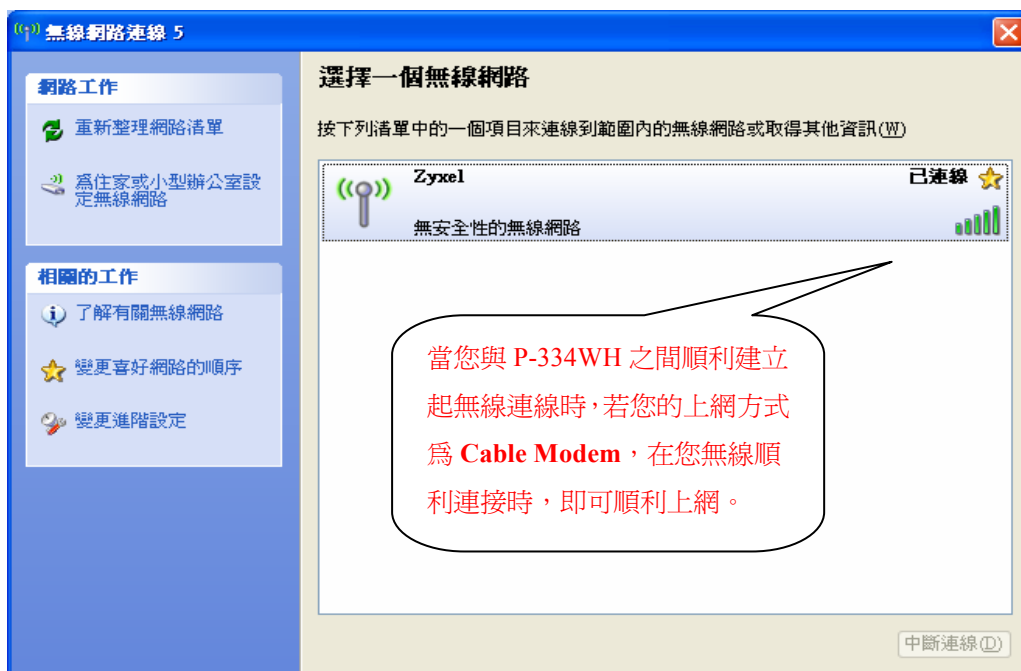 無線網路連線 5
網路工作
重新整理網路清單
為住家或小型辦公室設
定無線網路
相關的工作
了解有關無線網路
變更喜好網路的順序
變更進階設定
選擇一個無線網路
按下列清單中的一個項目來連線到範圍內的無線網路或取得其他資訊(W)
Zyxel
已連線
無安全性的無線網路
當您與 P-334WH 之間順利建立
起無線連線時,若您的上網方式
為 Cable Modem,在您無線順
利連接時,即可順利上網。
中斷連線(D)